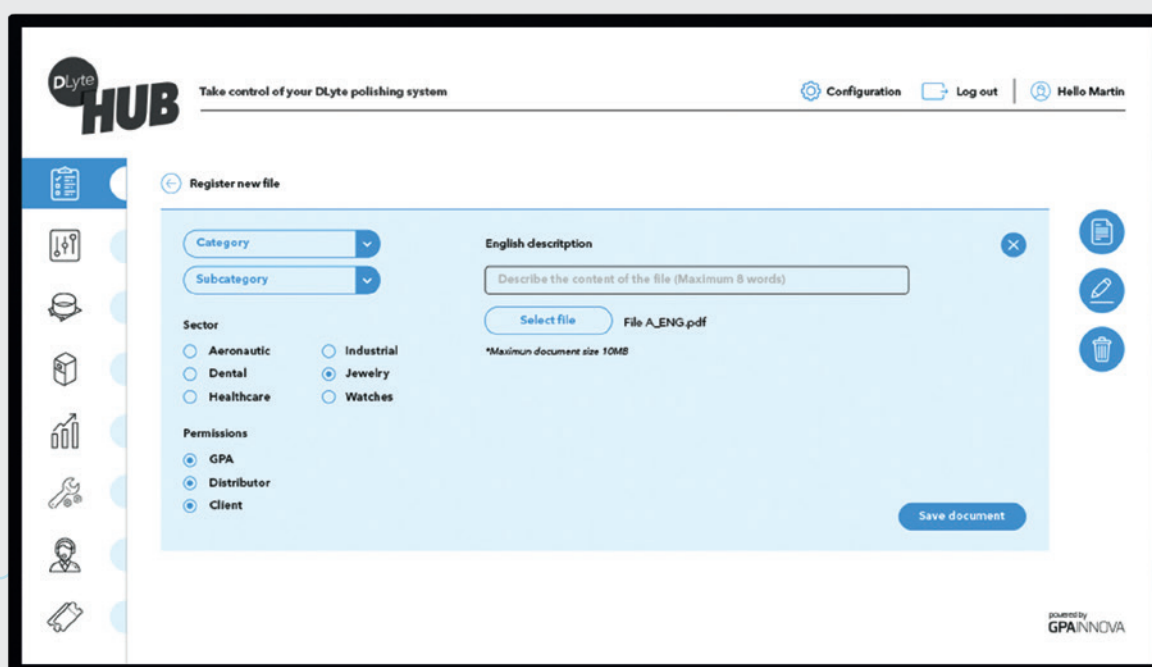 DLyte
HUB
Take control of your DLyte polishing system
Configuration
Log out
Hello Martin
Register new file
Category
Subcategory
Sector
Aeronautic
Industrial
Dental
Jewelry
Healthcare
Watches
Permissions
GPA
Distributor
Client
English descritption
Describe the content of the file (Maximum 8 words)
Select file
File A_ENG.pdf
*Maximun document size 10MB
Save document
powered by
GPAINNOVA